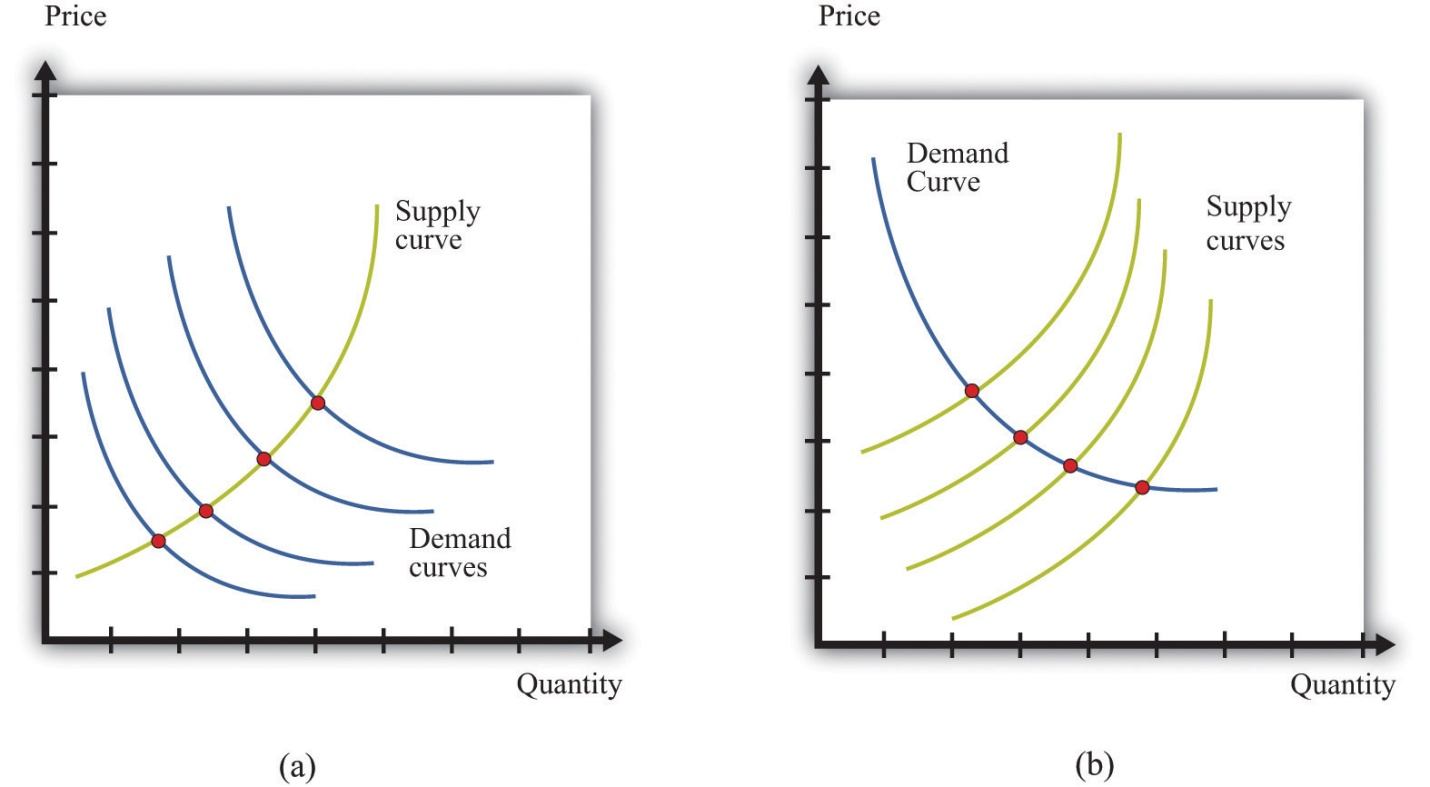 Price
Supply
curve
Demand
curves
Quantity
(a)
Price
Demand
Curve
Supply
curves
Quantity
(b)